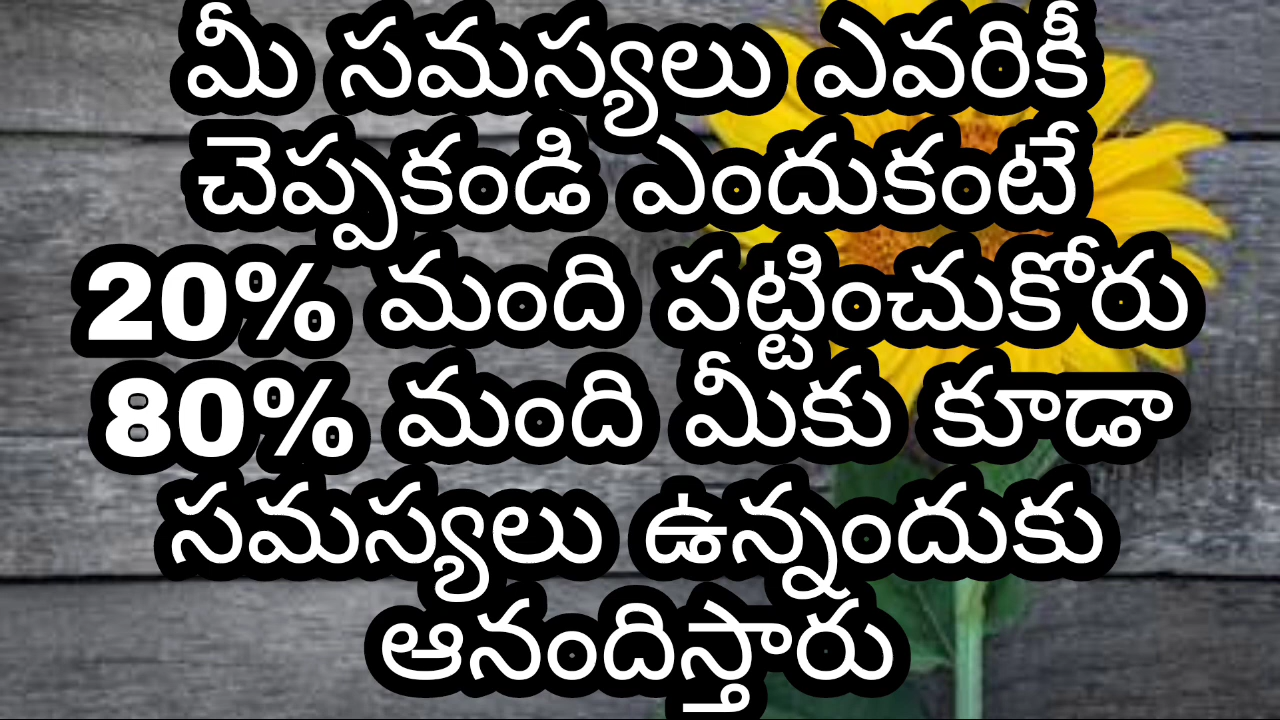 మీ సమస్యలు ఎవరికీ
చెప్పకండి ఎందుకంటే
20% మంది పట్టించుకోరు
80% మంది మీకు కూడా
సమస్యలు ఉన్నందుకు
ఆనందిస్తారు